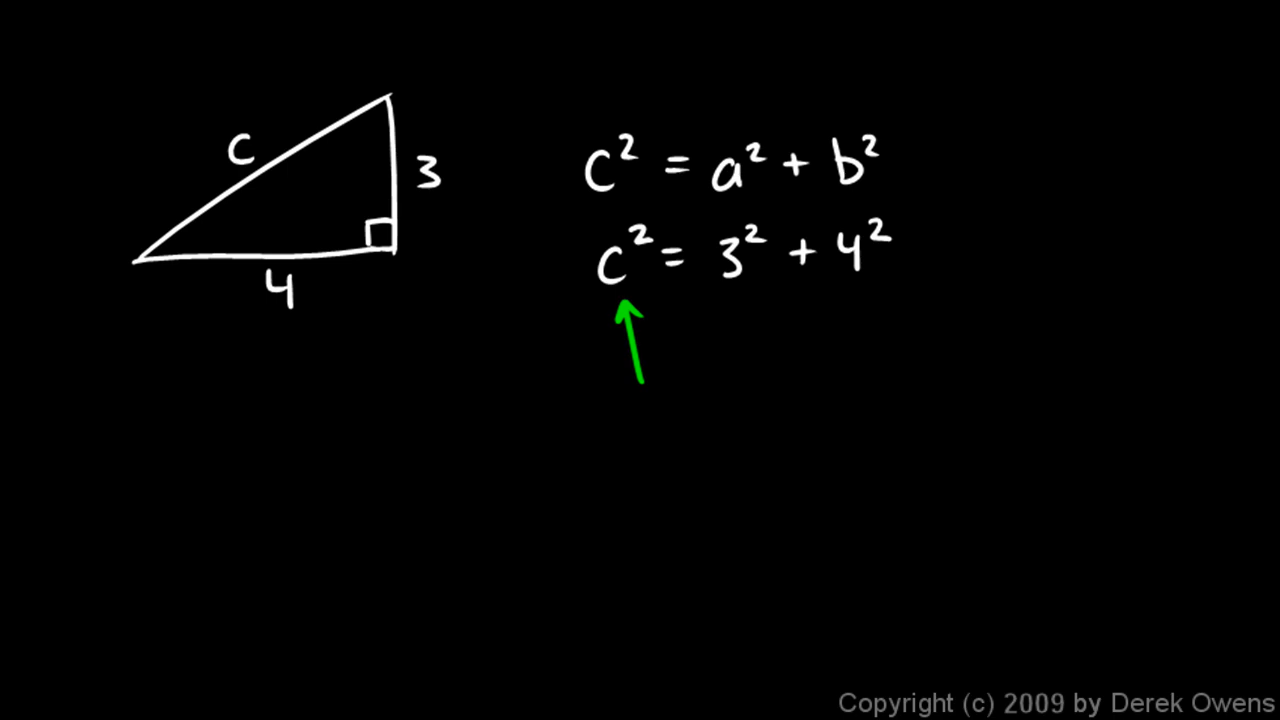 c
3
4
c² = a² + b²
c² = 3² + 4²
Copyright (c) 2009 by Derek Owens